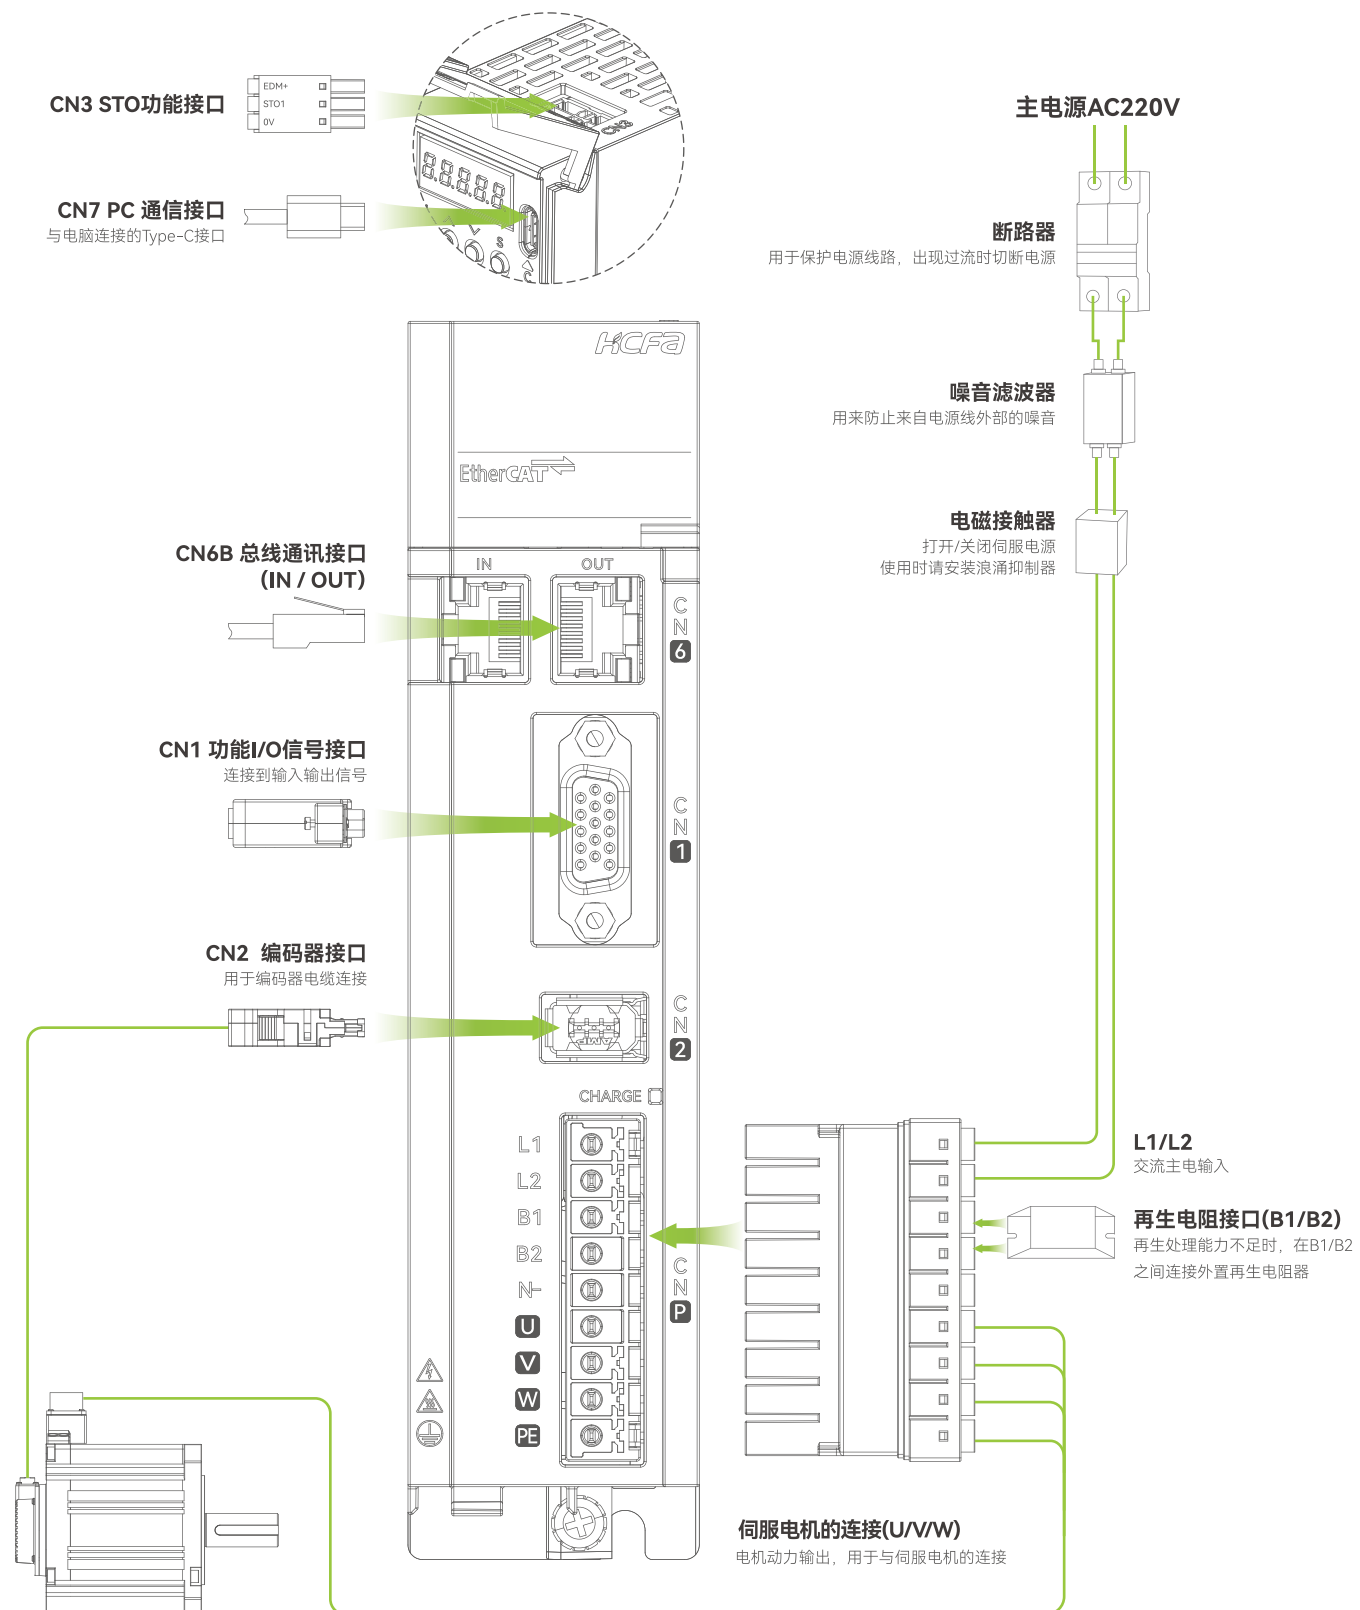 CN3 STO功能接口
EDM+
STO1
0V
CN3
CN7 PC 通信接口
与电脑连接的Type-C接口
S
主电源AC220V
断路器
用于保护电源线路，出现过流时切断电源
噪音滤波器
用来防止来自电源线外部的噪音
电磁接触器
打开/关闭伺服电源
使用时请安装浪涌抑制器
HCFa
EtherCAT
CN6B 总线通讯接口
（IN / OUT）
IN
OUT
C
N
6
CN1 功能I/O信号接口
连接到输入输出信号
C
N
1
CN2 编码器接口
用于编码器电缆连接
AMP
C
N
2
CHARGE
L1
L2
B1
B2
N-
U
V
W
PE
C
N
P
L1/L2
交流主电输入
再生电阻接口(B1/B2)
再生处理能力不足时，在B1/B2
之间连接外置再生电阻器
伺服电机的连接(U/V/W)
电机动力输出，用于与伺服电机的连接